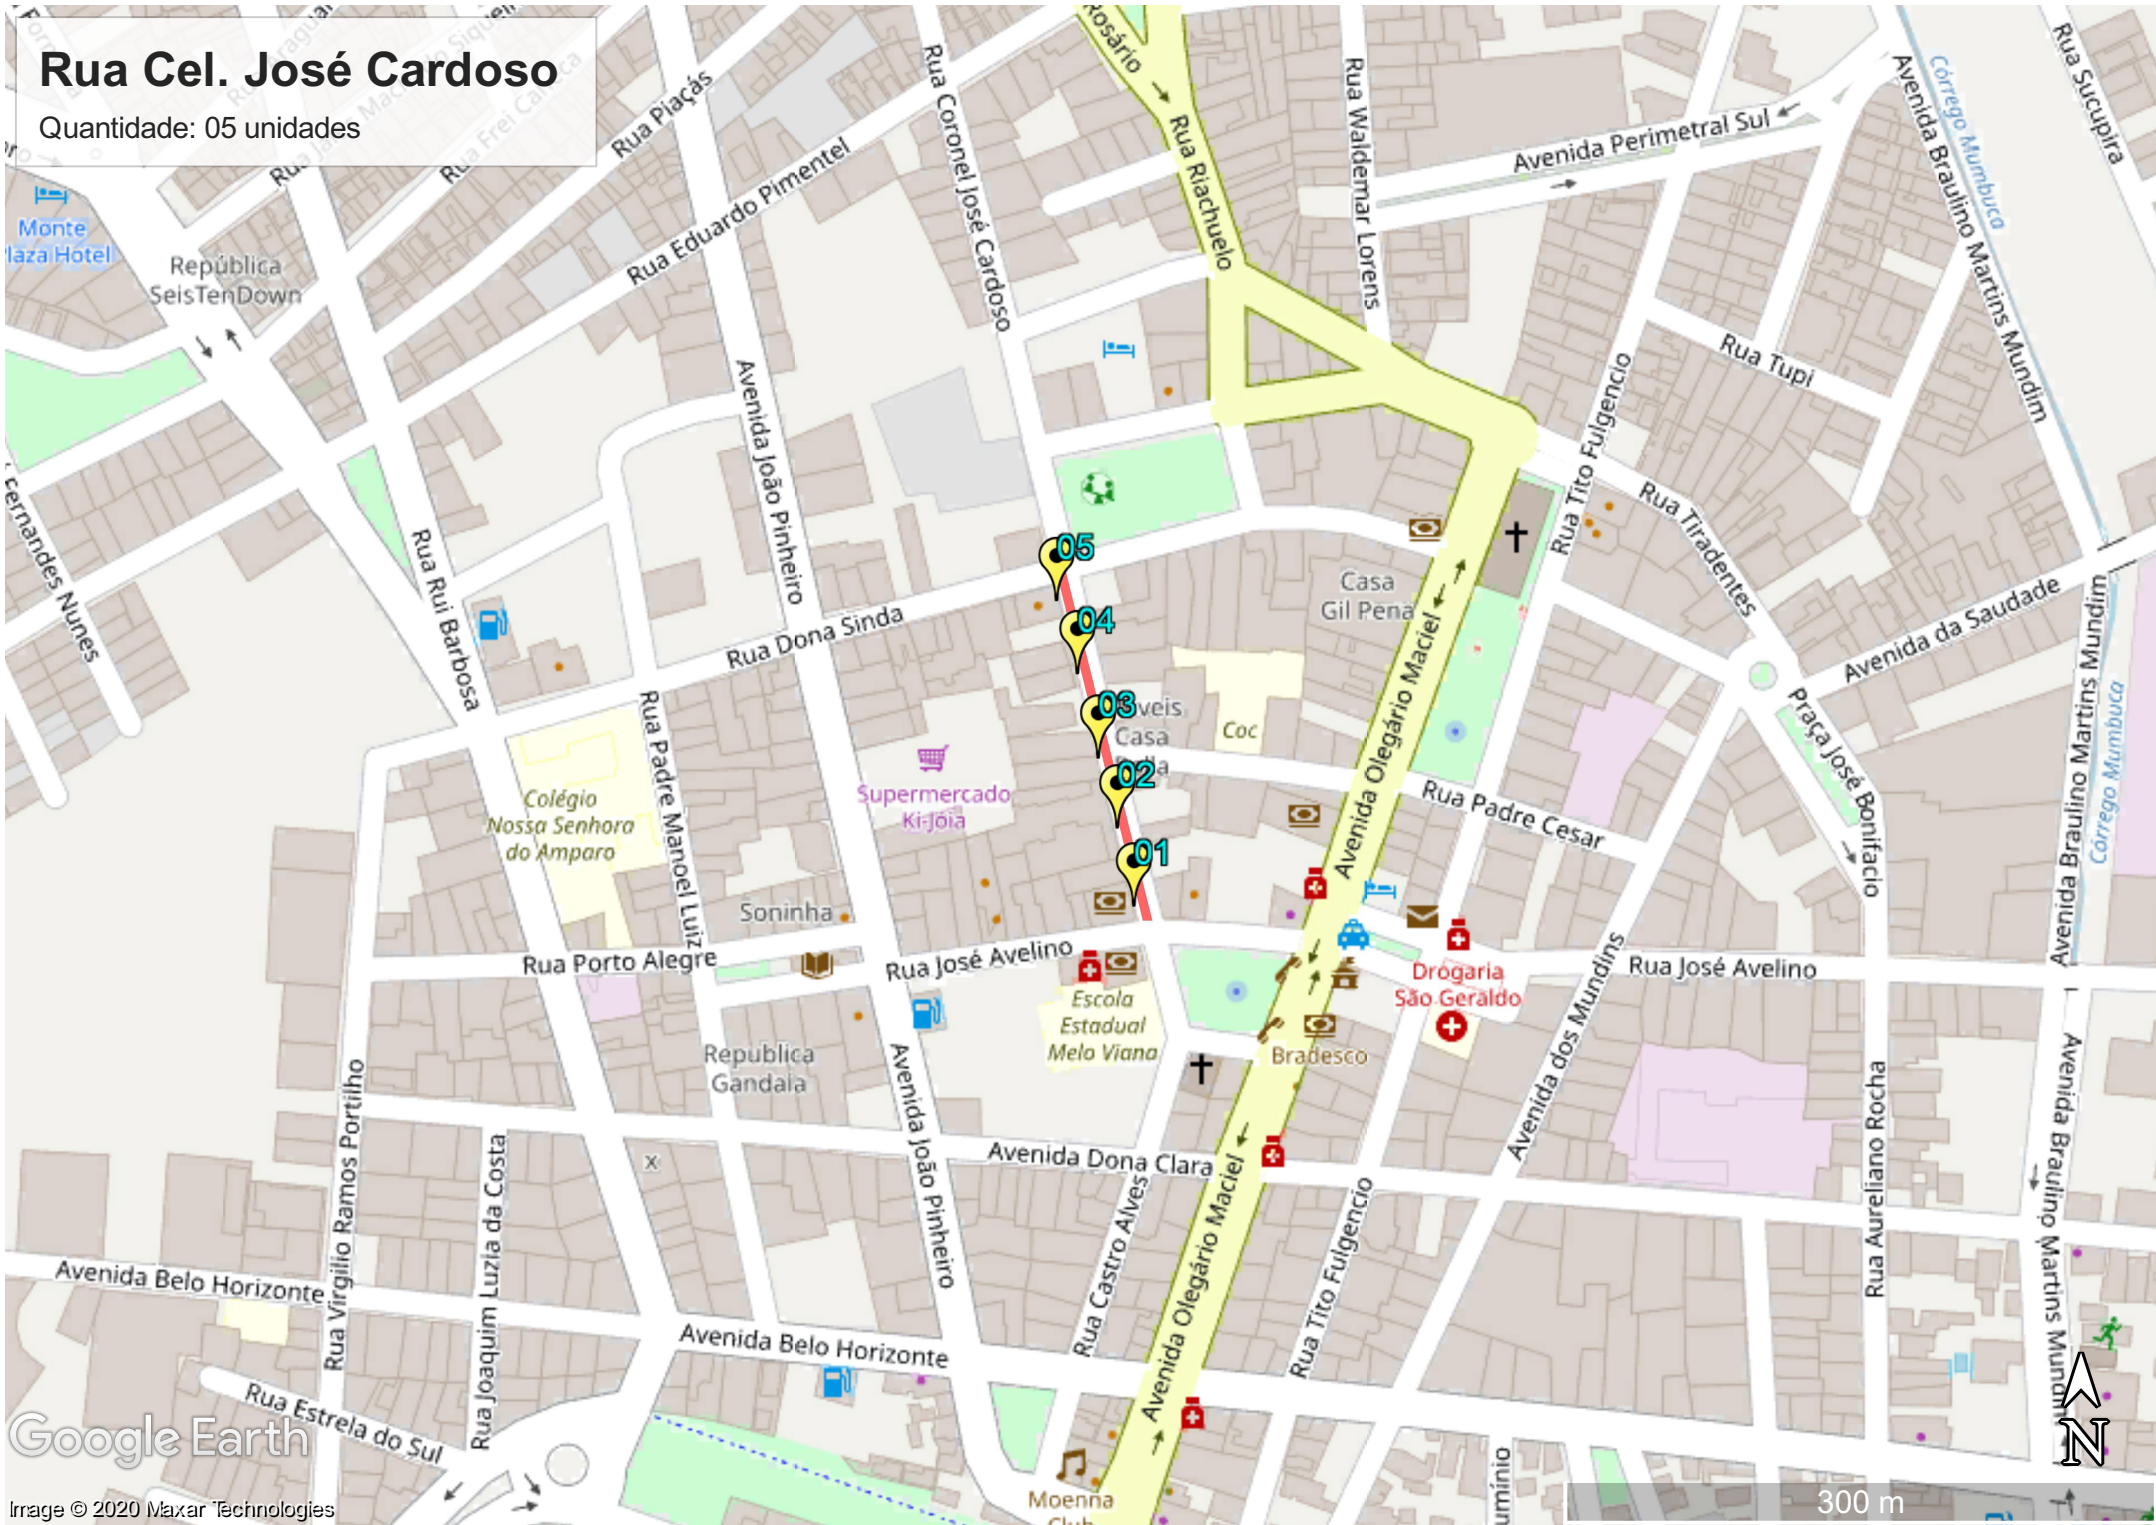 Rua Cel. José Cardoso
Quantidade: 05 unidades
Rua Piaçás
Rua Eduardo Pimentel
Rua Coronel José Cardoso
Rosário
Rua Riachuelo
Rua Waldemar Lorens
Avenida Perimetral Sul
Avenida Braulino Martins Mundim
Córrego Mumbuca
Rua Sucupira
Monte
laza Hotel
República
SeisTenDown
Rua Tupi
Avenida João Pinheiro
Rua Tito Fulgencio
Rua Tiradentes
Fernandes Nunes
Rua Rui Barbosa
05
04
03
02
01
Casa
Gil Pena
Rua Dona Sinda
Avenida da Saudade
Avenida Olegário Maciel
Praça José Bonifácio
Avenida Braulino Martins Mundim
Córrego Mumbuca
Rua Padre Manoel Luiz
veis
Casa
Coc
Supermercado
Ki-Jóia
Colégio
Nossa Senhora
do Amparo
Rua Padre Cesar
Soninha
Rua Porto Alegre
Rua José Avelino
Rua José Avelino
Drogaria
São Geraldo
Escola
Estadual
Melo Viana
Bradesco
Republica
Gandaia
Avenida dos Mundins
Rua Virgilio Ramos Portilho
Rua Joaquim Luzia da Costa
x
Avenida João Pinheiro
Avenida Dona Clara
Rua Castro Alves
Avenida Olegário Maciel
Rua Tito Fulgencio
Rua Aureliano Rocha
Avenida Braulino Martins Mundim
Avenida Belo Horizonte
Avenida Belo Horizonte
Rua Estrela do Sul
Moenna
Club
umínio
N
Google Earth
Image © 2020 Maxar Technologies
300 m